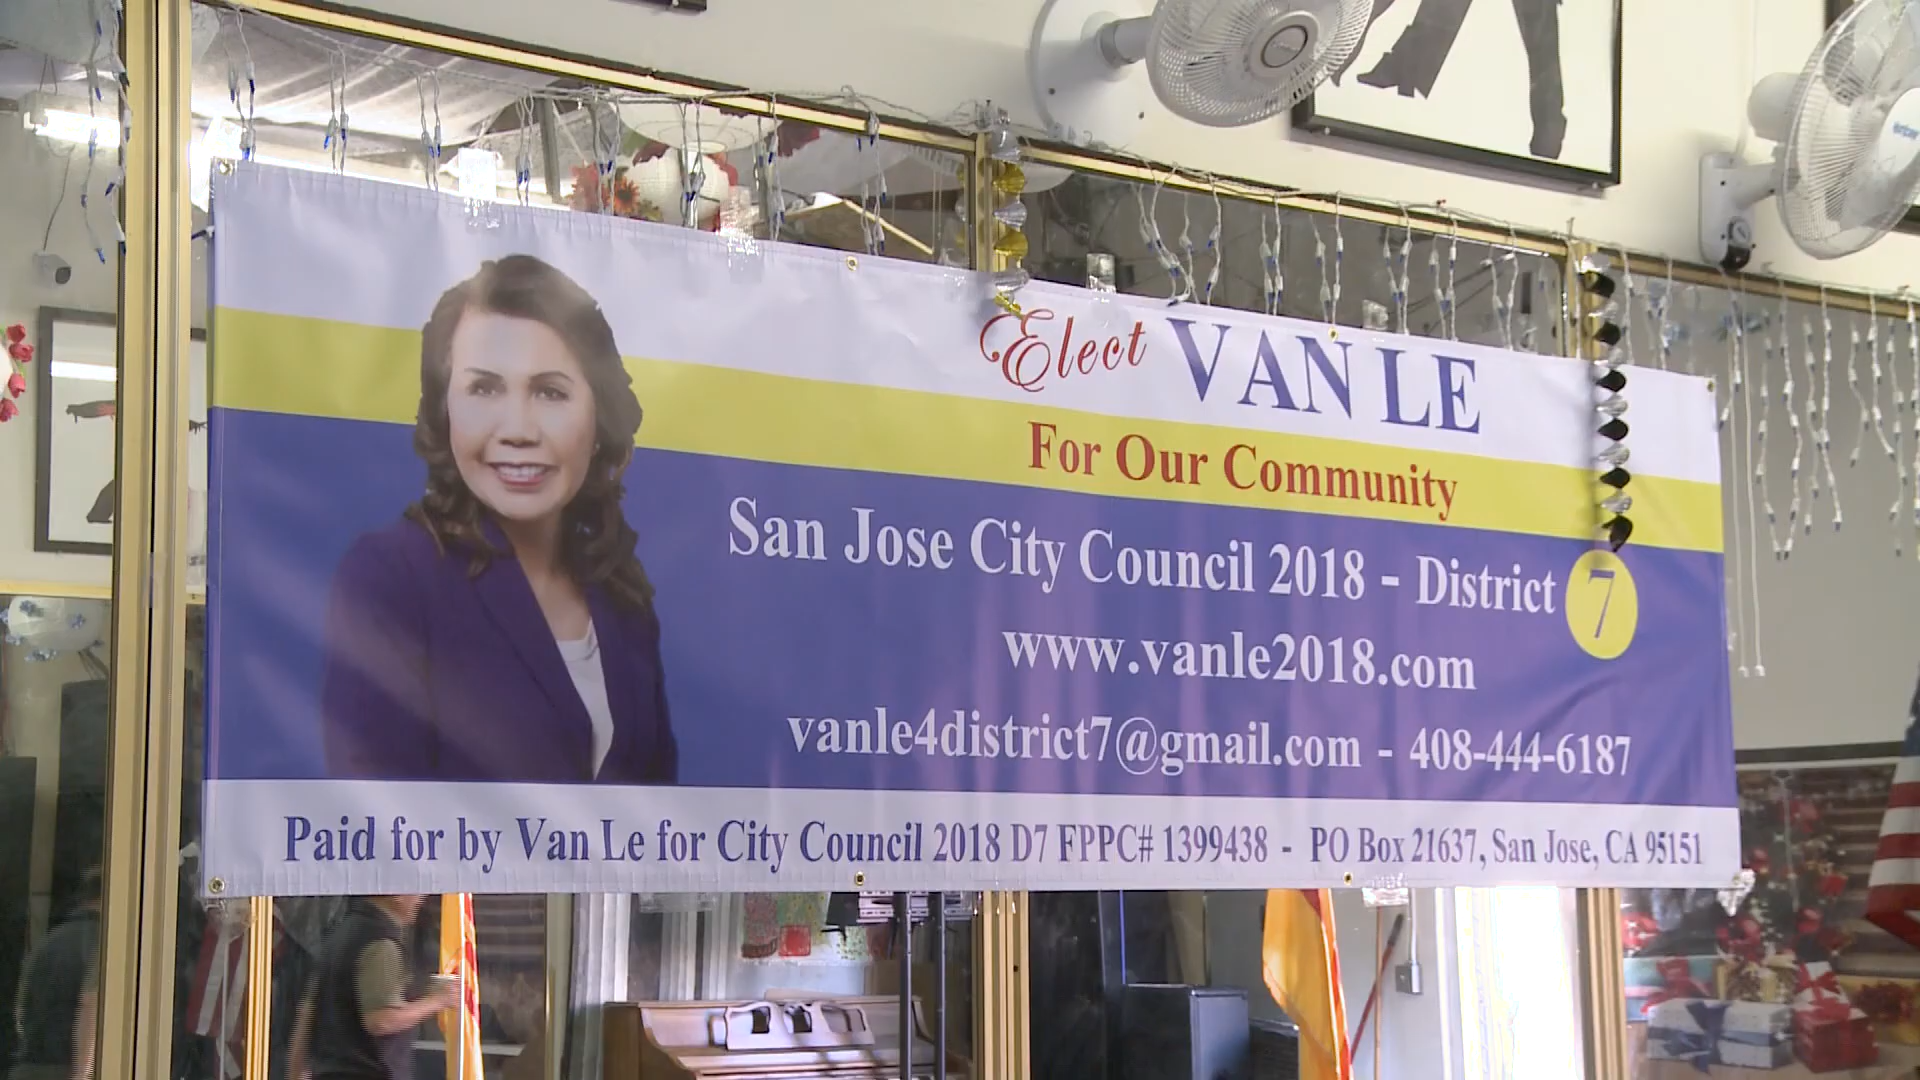 Elect VAN LE
For Our Community
San Jose City Council 2018 - District 7
www.vanle2018.com
vanle4district7@gmail.com - 408-444-6187
Paid for by Van Le for City Council 2018 D7 FPPC# 1399438 - PO Box 21637, San Jose, CA 95151